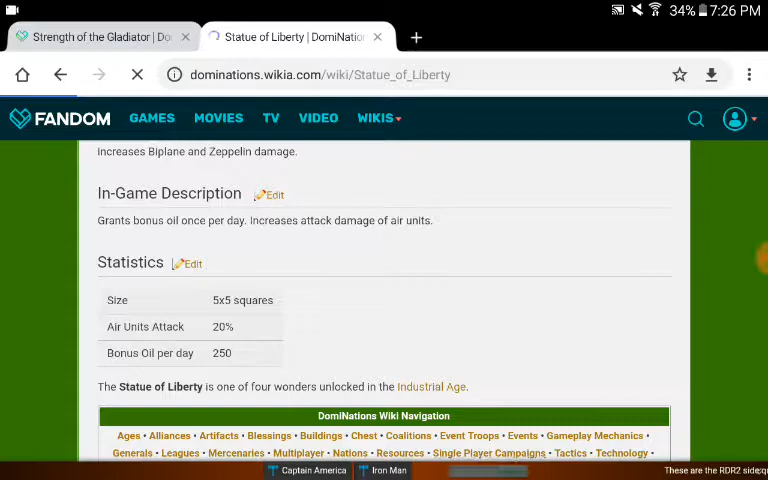 34% 7:26 PM
Strength of the Gladiator | Do
Statue of Liberty | DomiNation
dominations.wikia.com/wiki/Statue_of_Liberty
FANDOM GAMES MOVIES TV VIDEO WIKIS
increases Biplane and Zeppelin damage.
In-Game Description Edit
Grants bonus oil once per day. Increases attack damage of air units.
Statistics Edit
Size 5x5 squares
Air Units Attack 20%
Bonus Oil per day 250
The Statue of Liberty is one of four wonders unlocked in the Industrial Age.
DomiNations Wiki Navigation
Ages • Alliances • Artifacts • Blessings • Buildings • Chest • Coalitions • Event Troops • Events • Gameplay Mechanics •
Generals • Leagues • Mercenaries • Multiplayer • Nations • Resources • Single Player Campaigns • Tactics • Technology •
Captain America Iron Man These are the RDR2 side